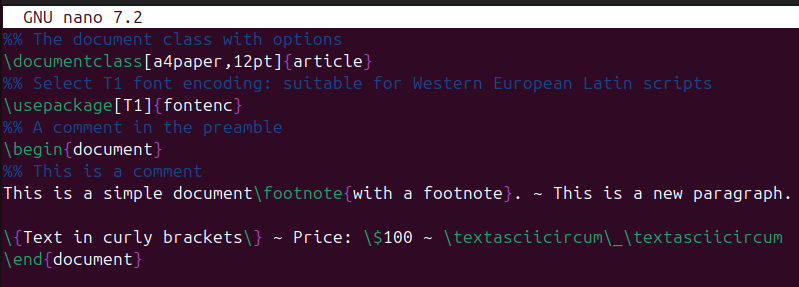 GNU nano 7.2
%% The document class with options
\documentclass[a4paper,12pt]{article}
%% Select T1 font encoding: suitable for Western European Latin scripts
\usepackage[T1]{fontenc}
%% A comment in the preamble
\begin{document}
%% This is a comment
This is a simple document\footnote{with a footnote}. ~ This is a new paragraph.
\{Text in curly brackets\} ~ Price: \$100 ~ \textasciicircum\_\textasciicircum
\end{document}